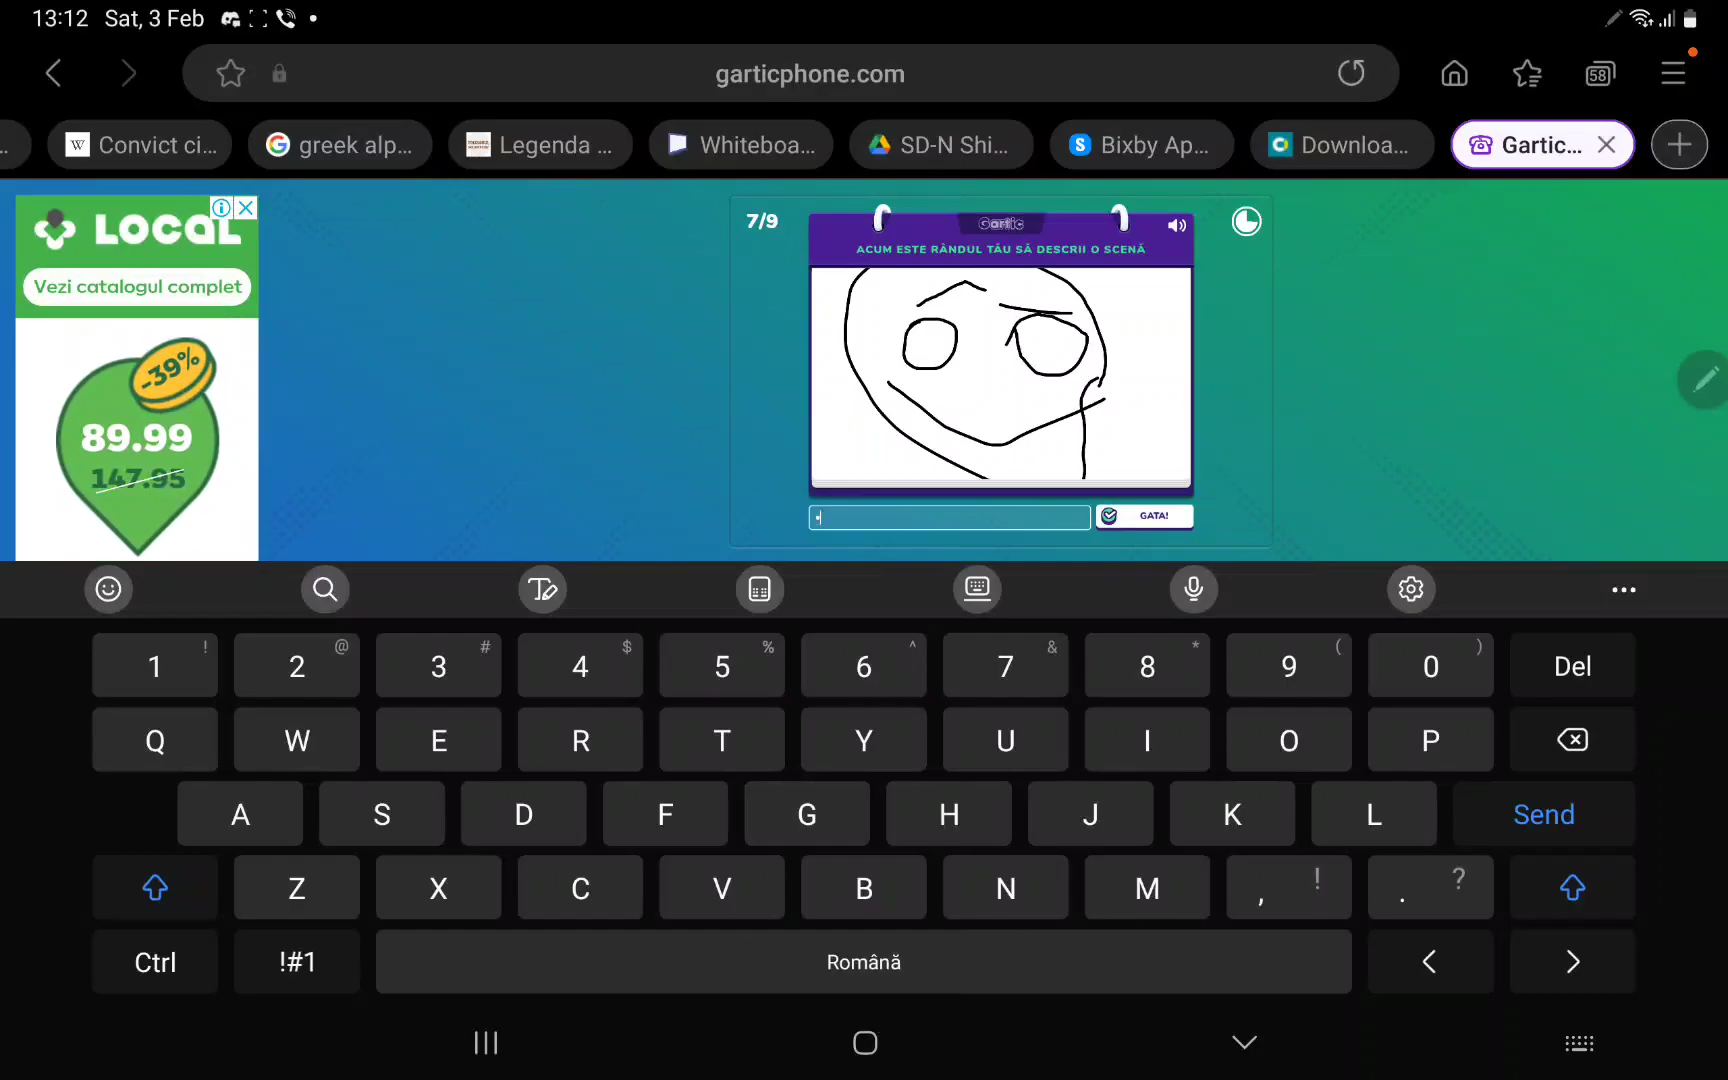 13:12 Sat, 3 Feb
garticphone.com
58
W Convict ci...
greek alp...
Legenda ...
Whiteboa...
SD-N Shi...
Bixby Ap...
Downloa...
Gartic...
LOCAL
Vezi catalogul complet
-39%
89.99
147.95
7/9
Gartic
ACUM ESTE RÂNDUL TĂU SĂ DESCRII O SCENĂ
GATA!
1 ! 2 @ 3 # 4 $ 5 % 6 ^ 7 & 8 * 9 ( 0 ) Del
Q W E R T Y U I O P
A S D F G H J K L Send
Z X C V B N M , ! . ?
Ctrl !#1 Română < >